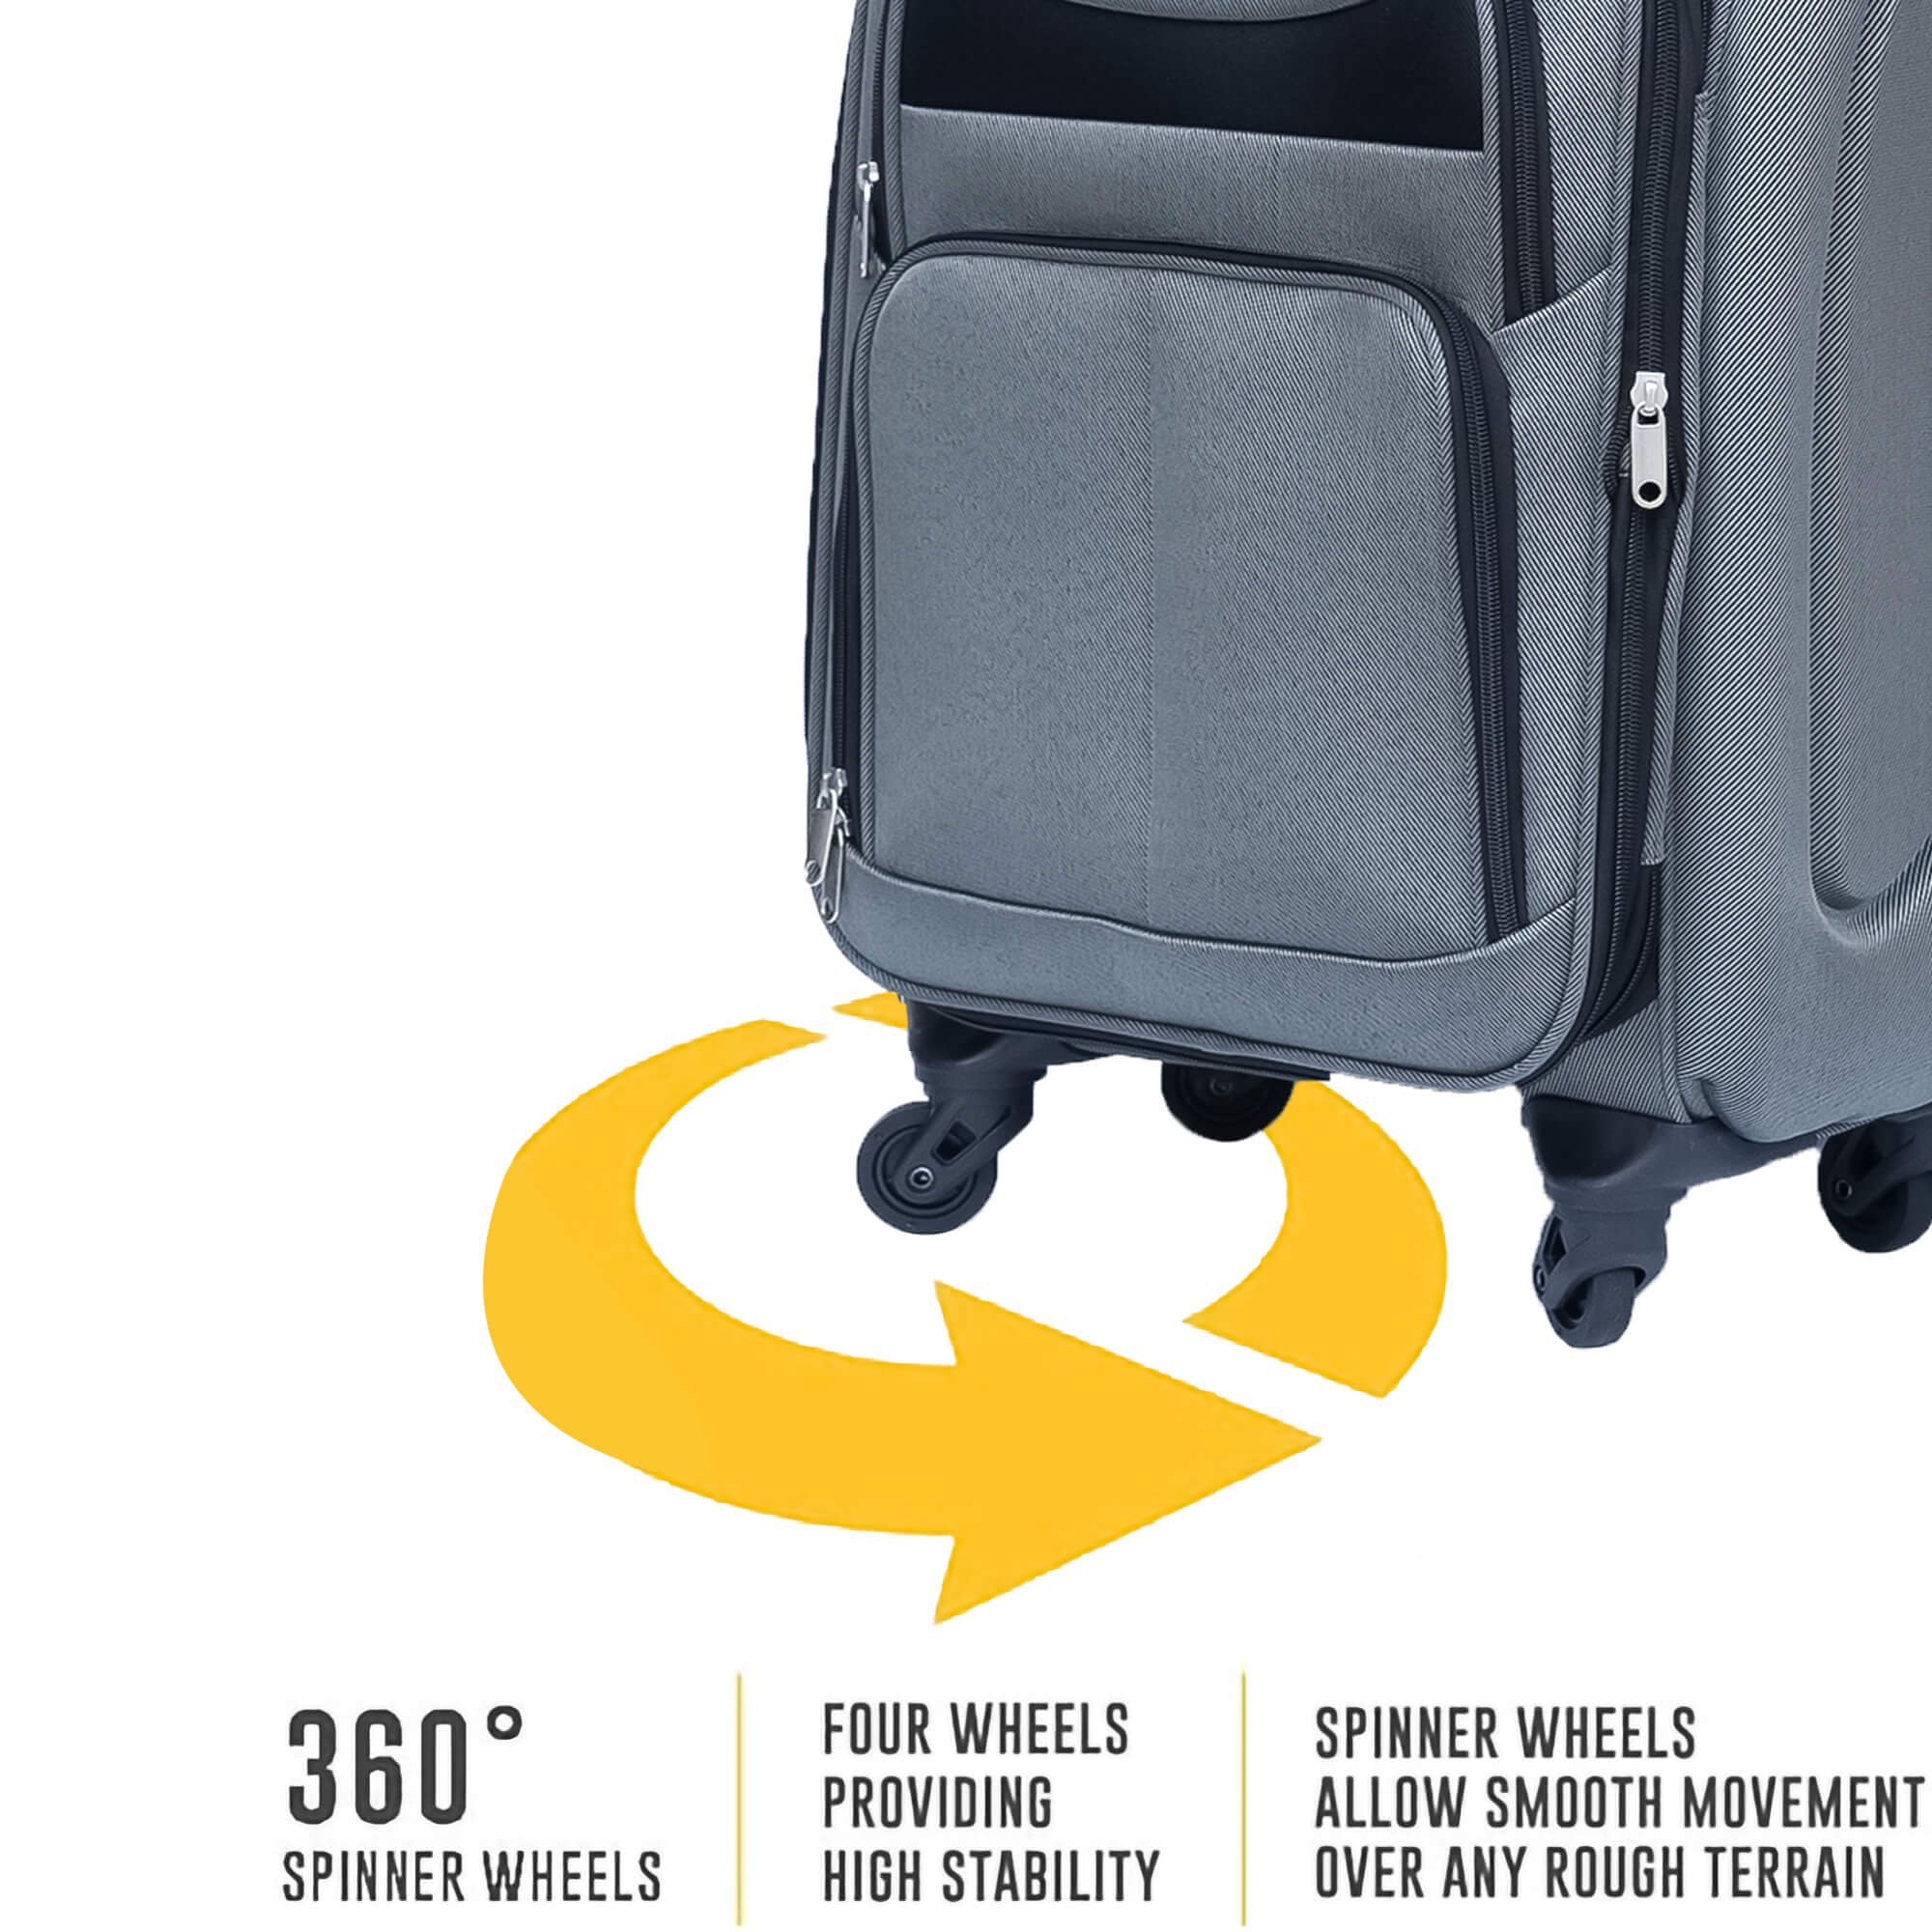 360°
SPINNER WHEELS
FOUR WHEELS
PROVIDING
HIGH STABILITY
SPINNER WHEELS
ALLOW SMOOTH MOVEMENT
OVER ANY ROUGH TERRAIN